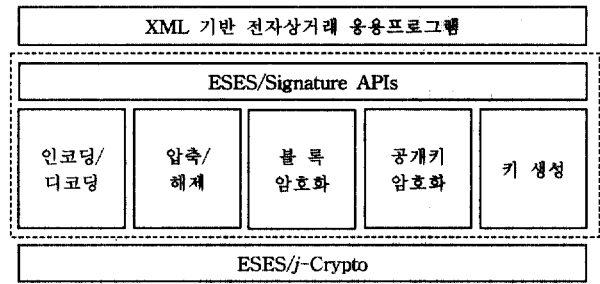 XML 기반 전자상거래 응용프로그램
ESES/Signature APIs
인코딩/
디코딩
압축/
해제
블 록
암호화
공개키
암호화
키 생성
ESES/j-Crypto